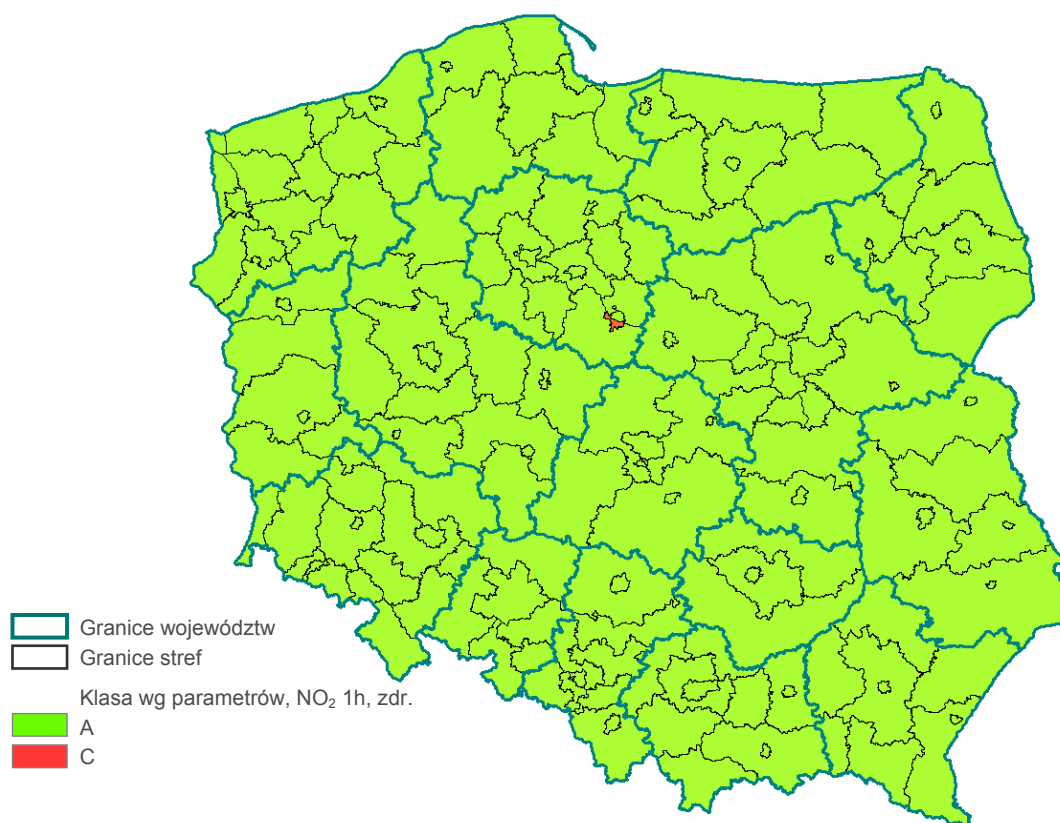 Granice województw
Granice stref
Klasa wg parametrów, NO₂ 1h, zdr.
A
C